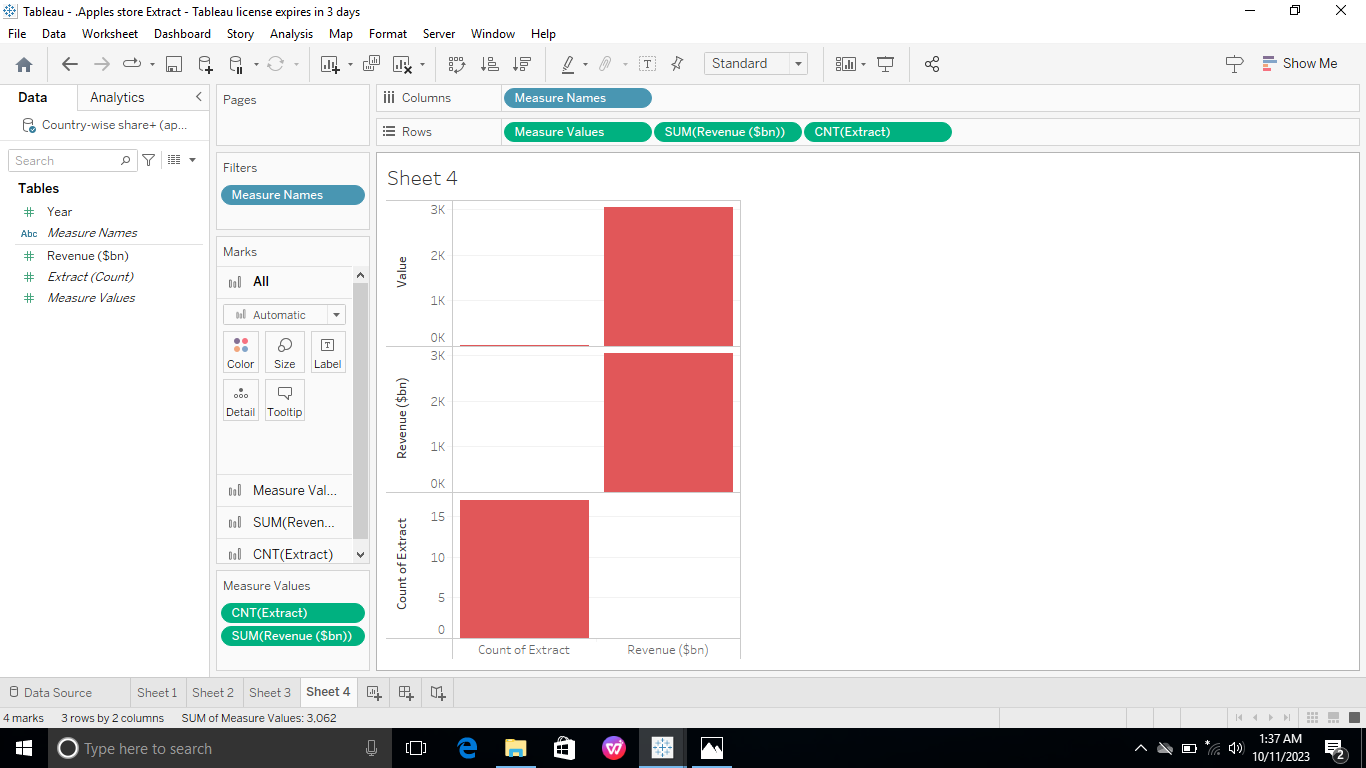 Tableau - .Apples store Extract - Tableau license expires in 3 days
File Data Worksheet Dashboard Story Analysis Map Format Server Window Help
Standard
Show Me
Data Analytics
Country-wise share+ (ap...
Search
Tables
Year
Abc Measure Names
Revenue ($bn)
Extract (Count)
Measure Values
Pages
Filters
Measure Names
Marks
All
Automatic
Color Size Label
Detail Tooltip
Measure Val...
SUM(Reven...
CNT(Extract)
Measure Values
CNT(Extract)
SUM(Revenue ($bn))
Columns Measure Names
Rows Measure Values SUM(Revenue ($bn)) CNT(Extract)
Sheet 4
Value
3K
2K
1K
0K
Revenue ($bn)
3K
2K
1K
0K
Count of Extract
15
10
5
0
Count of Extract Revenue ($bn)
Data Source Sheet 1 Sheet 2 Sheet 3 Sheet 4
4 marks 3 rows by 2 columns SUM of Measure Values: 3,062
Type here to search
1:37 AM
10/11/2023
2